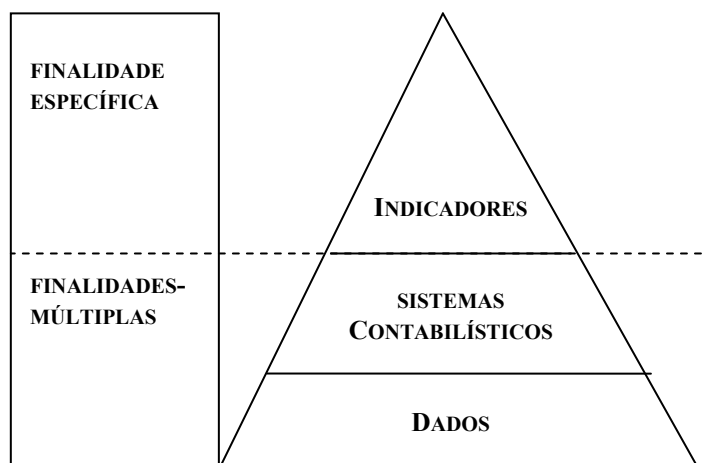 FINALIDADE
ESPECÍFICA
INDICADORES
FINALIDADES-
MÚLTIPLAS
SISTEMAS
CONTABILÍSTICOS
DADOS